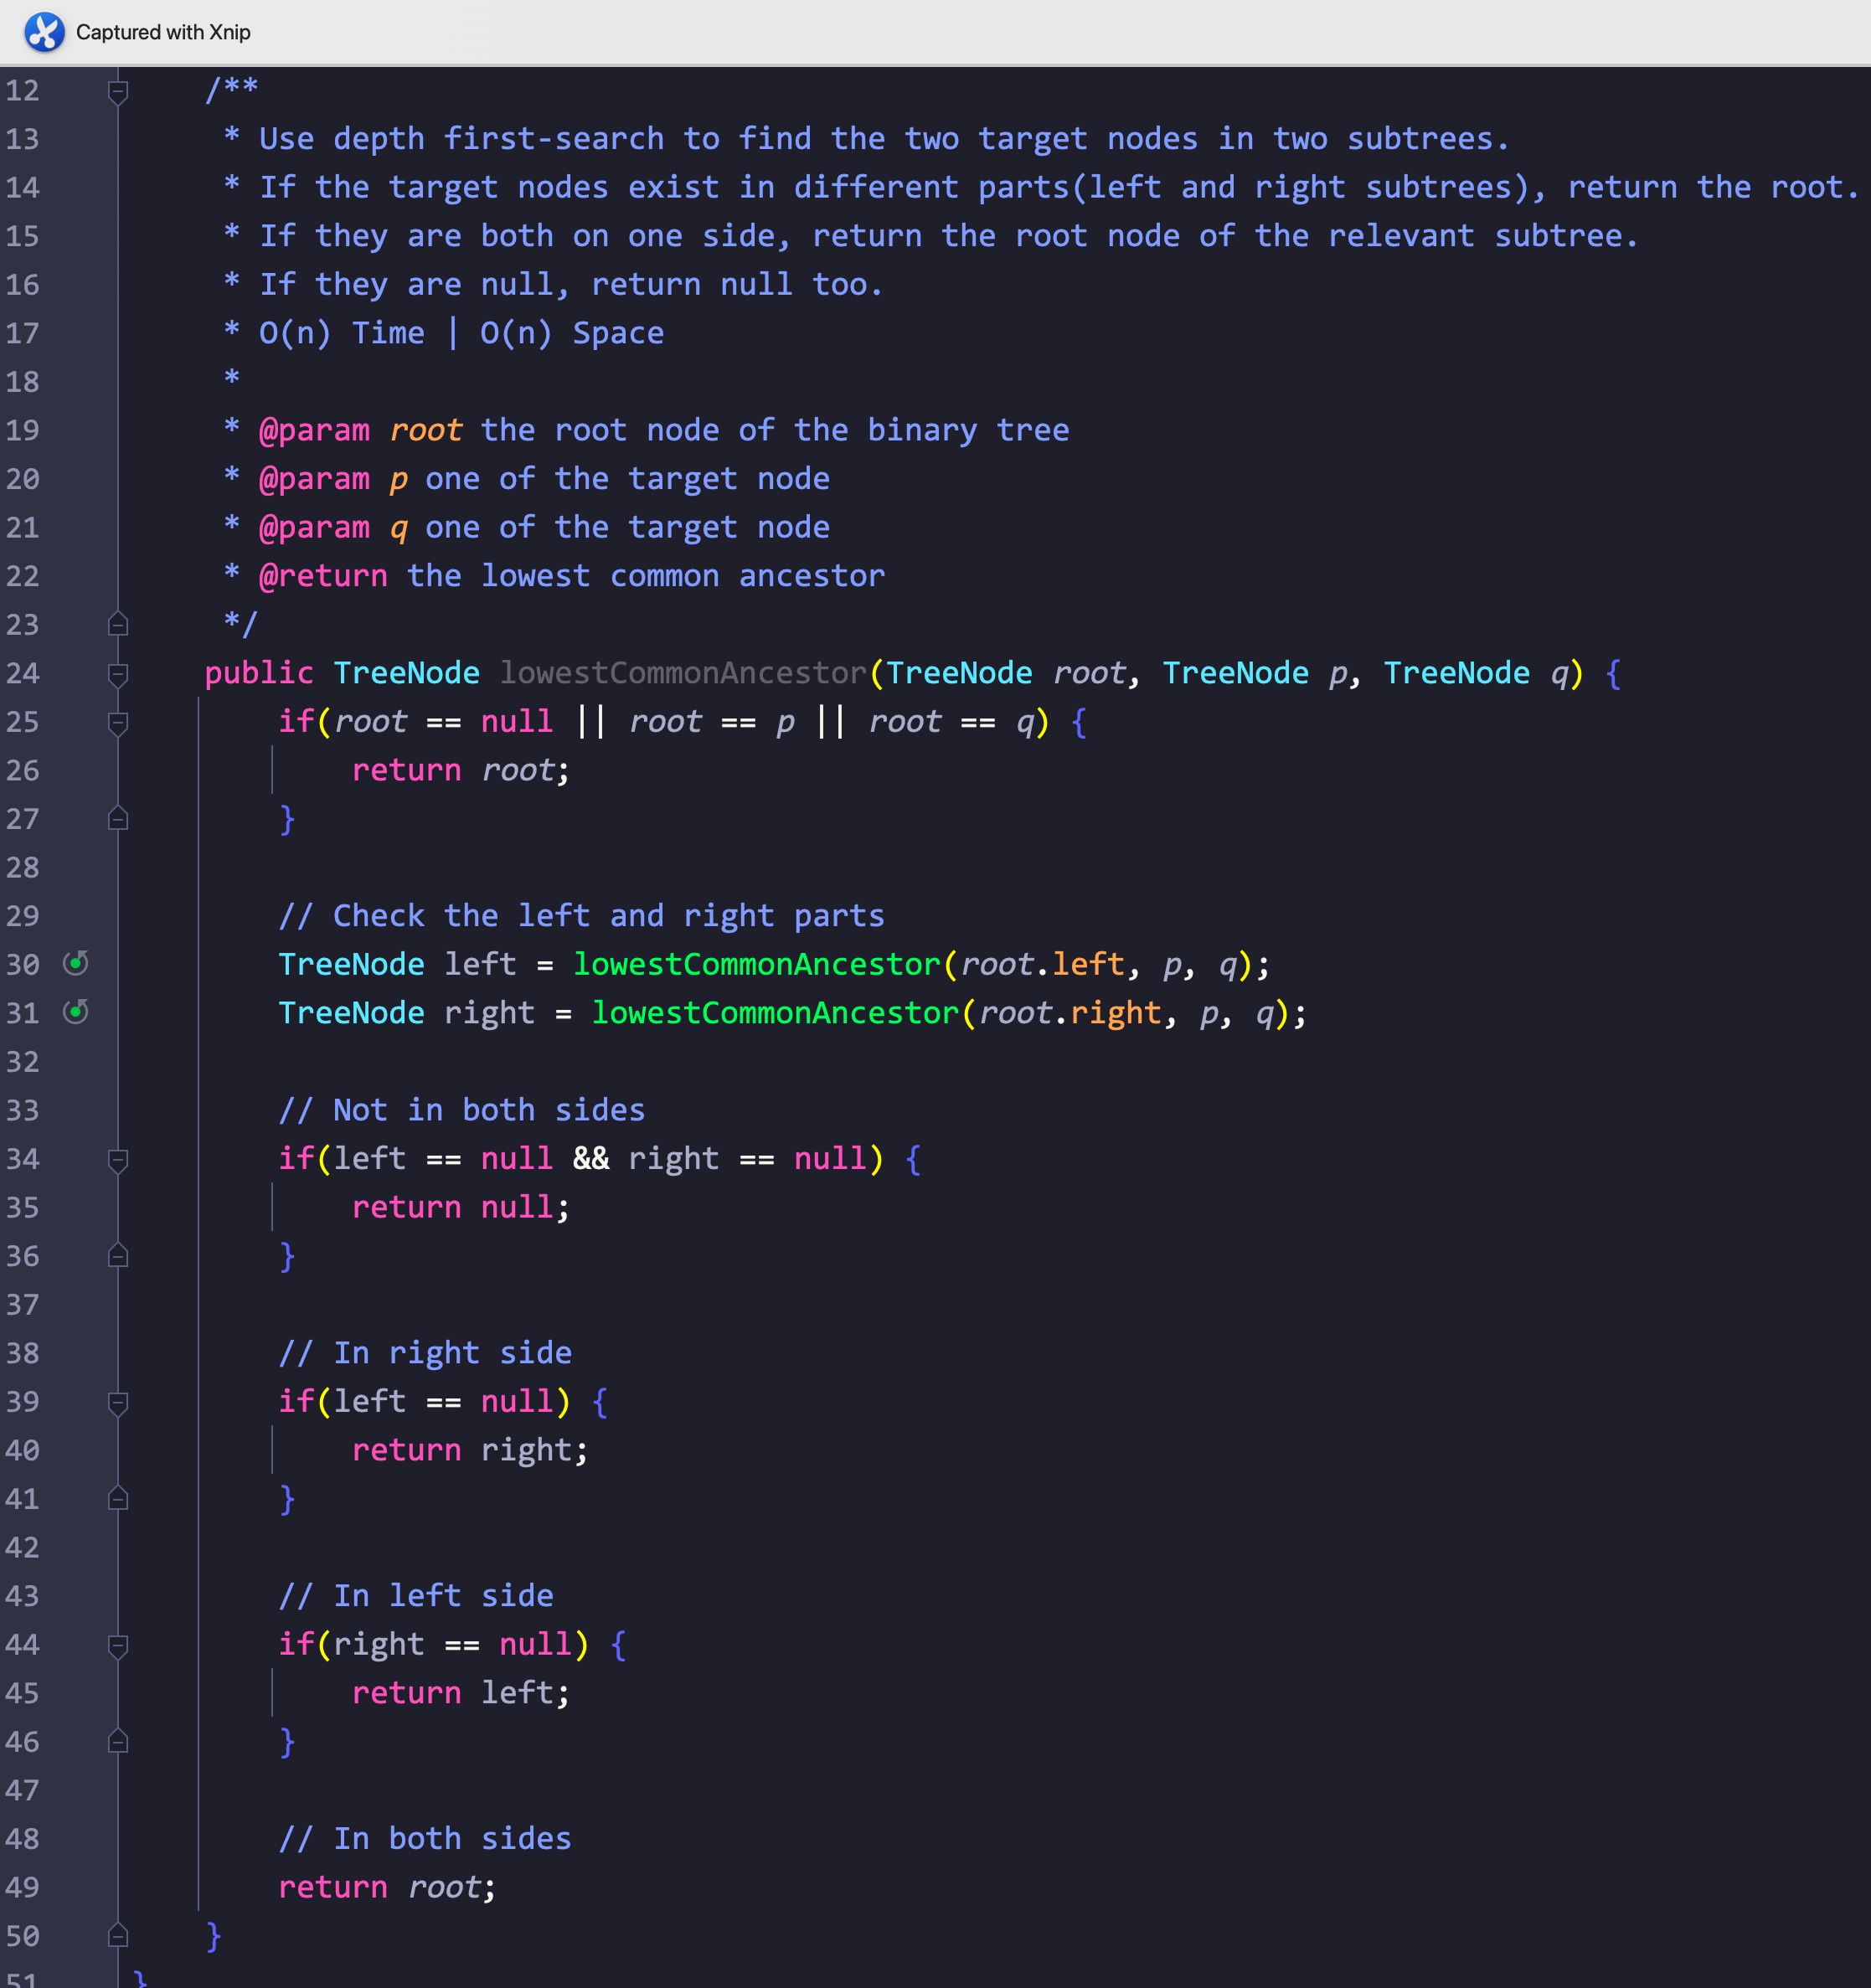 Captured with Xnip
12 /**
13 * Use depth first-search to find the two target nodes in two subtrees.
14 * If the target nodes exist in different parts(left and right subtrees), return the root.
15 * If they are both on one side, return the root node of the relevant subtree.
16 * If they are null, return null too.
17 * O(n) Time | O(n) Space
18 *
19 * @param root the root node of the binary tree
20 * @param p one of the target node
21 * @param q one of the target node
22 * @return the lowest common ancestor
23 */
24 public TreeNode lowestCommonAncestor(TreeNode root, TreeNode p, TreeNode q) {
25 if(root == null || root == p || root == q) {
26 return root;
27 }
28
29 // Check the left and right parts
30 TreeNode left = lowestCommonAncestor(root.left, p, q);
31 TreeNode right = lowestCommonAncestor(root.right, p, q);
32
33 // Not in both sides
34 if(left == null && right == null) {
35 return null;
36 }
37
38 // In right side
39 if(left == null) {
40 return right;
41 }
42
43 // In left side
44 if(right == null) {
45 return left;
46 }
47
48 // In both sides
49 return root;
50 }
51 }